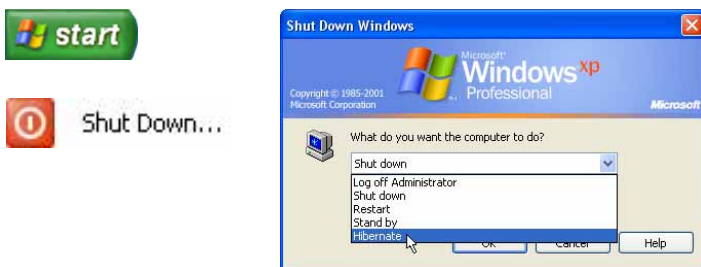 start
Shut Down...
Shut Down Windows
Copyright © 1985-2001
Microsoft Corporation
Microsoft
Windows xp
Professional
Microsoft
What do you want the computer to do?
Shut down
Log off Administrator
Shut down
Restart
Stand by
Hibernate
OK
Cancel
Help